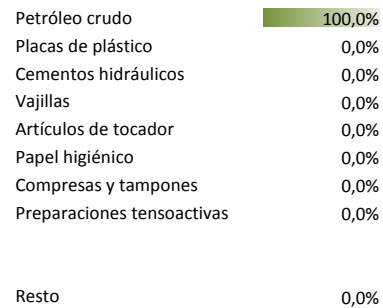 Petróleo crudo 100,0%
Placas de plástico 0,0%
Cementos hidráulicos 0,0%
Vajillas 0,0%
Artículos de tocador 0,0%
Papel higiénico 0,0%
Compresas y tampones 0,0%
Preparaciones tensoactivas 0,0%
Resto 0,0%